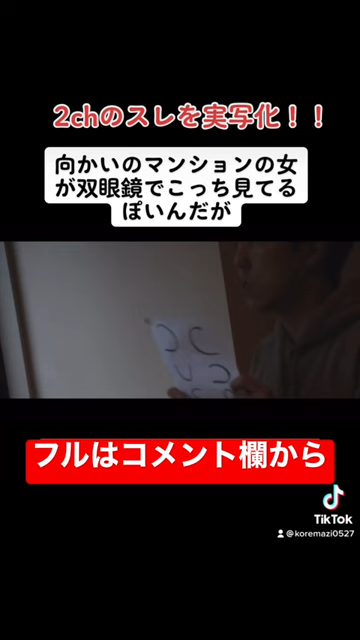 2chのスレを実写化！！
向かいのマンションの女
が双眼鏡でこっち見てる
ぽいんだが
フルはコメント欄から
TikTok
@koremazi0527